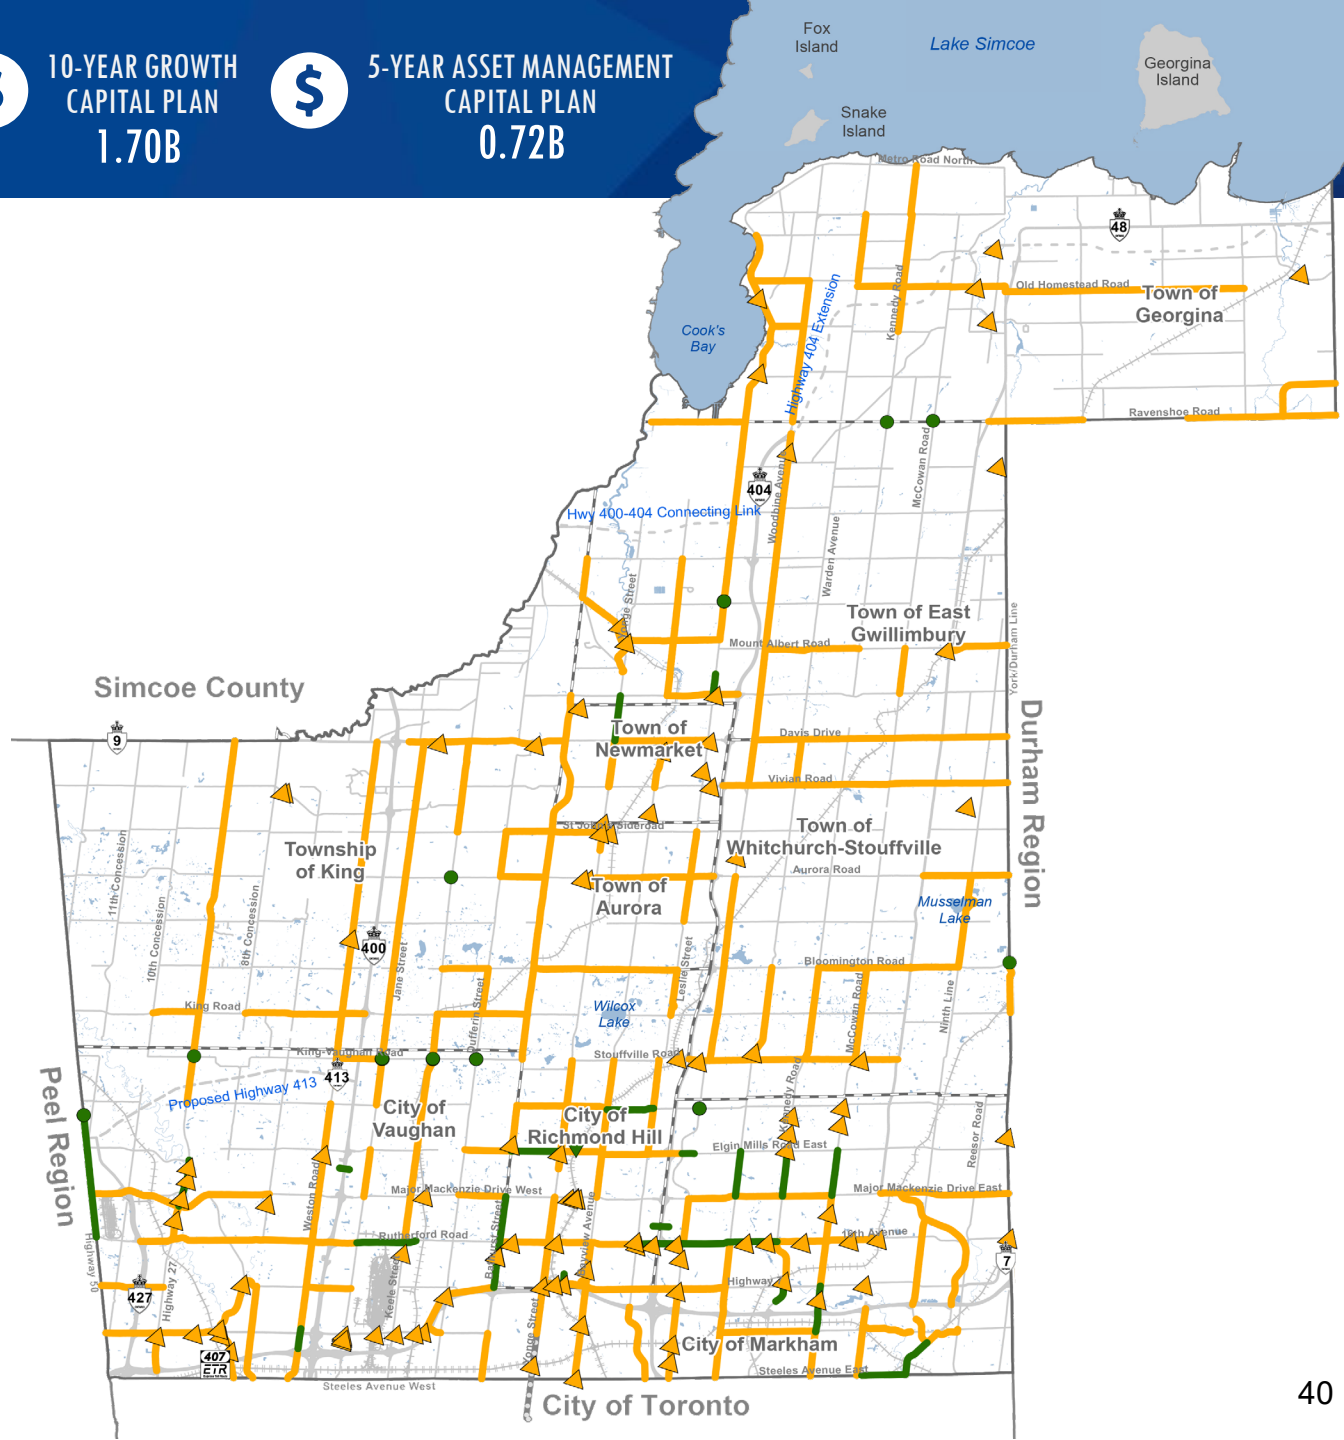 10-YEAR GROWTH
CAPITAL PLAN
1.70B
$
5-YEAR ASSET MANAGEMENT
CAPITAL PLAN
0.72B
Fox
Island
Lake Simcoe
Georgina
Island
Snake
Island
Metro Road North
48
Old Homestead Road
Town of
Georgina
Kennedy Road
Highway 404 Extension
Cook's
Bay
Ravenshoe Road
McCowan Road
404
Woodbine Avenue
Hwy 400-404 Connecting Link
Warden Avenue
Yonge Street
Town of East
Gwillimbury
Mount Albert Road
York/Durham Line
Simcoe County
9
Town of
Newmarket
Davis Drive
Durham Region
Vivian Road
St John's Sideroad
Town of
Whitchurch-Stouffville
Township
of King
11th Concession
Aurora Road
Town of
Aurora
Musselman
Lake
10th Concession
8th Concession
400
Jane Street
Leslie Street
Bloomington Road
King Road
Dufferin Street
Wilcox
Lake
McCowan Road
Ninth Line
King-Vaughan Road
Stouffville Road
413
Proposed Highway 413
Peel Region
City of
Vaughan
City of
Richmond Hill
Kennedy Road
Elgin Mills Road East
Reesor Road
Weston Road
Major Mackenzie Drive West
Major Mackenzie Drive East
Bathurst Street
Bayview Avenue
Rutherford Road
16th Avenue
Highway 50
Highway 27
Keele Street
Highway 7
7
427
Yonge Street
City of Markham
407
ETR
Steeles Avenue West
Steeles Avenue East
City of Toronto
40